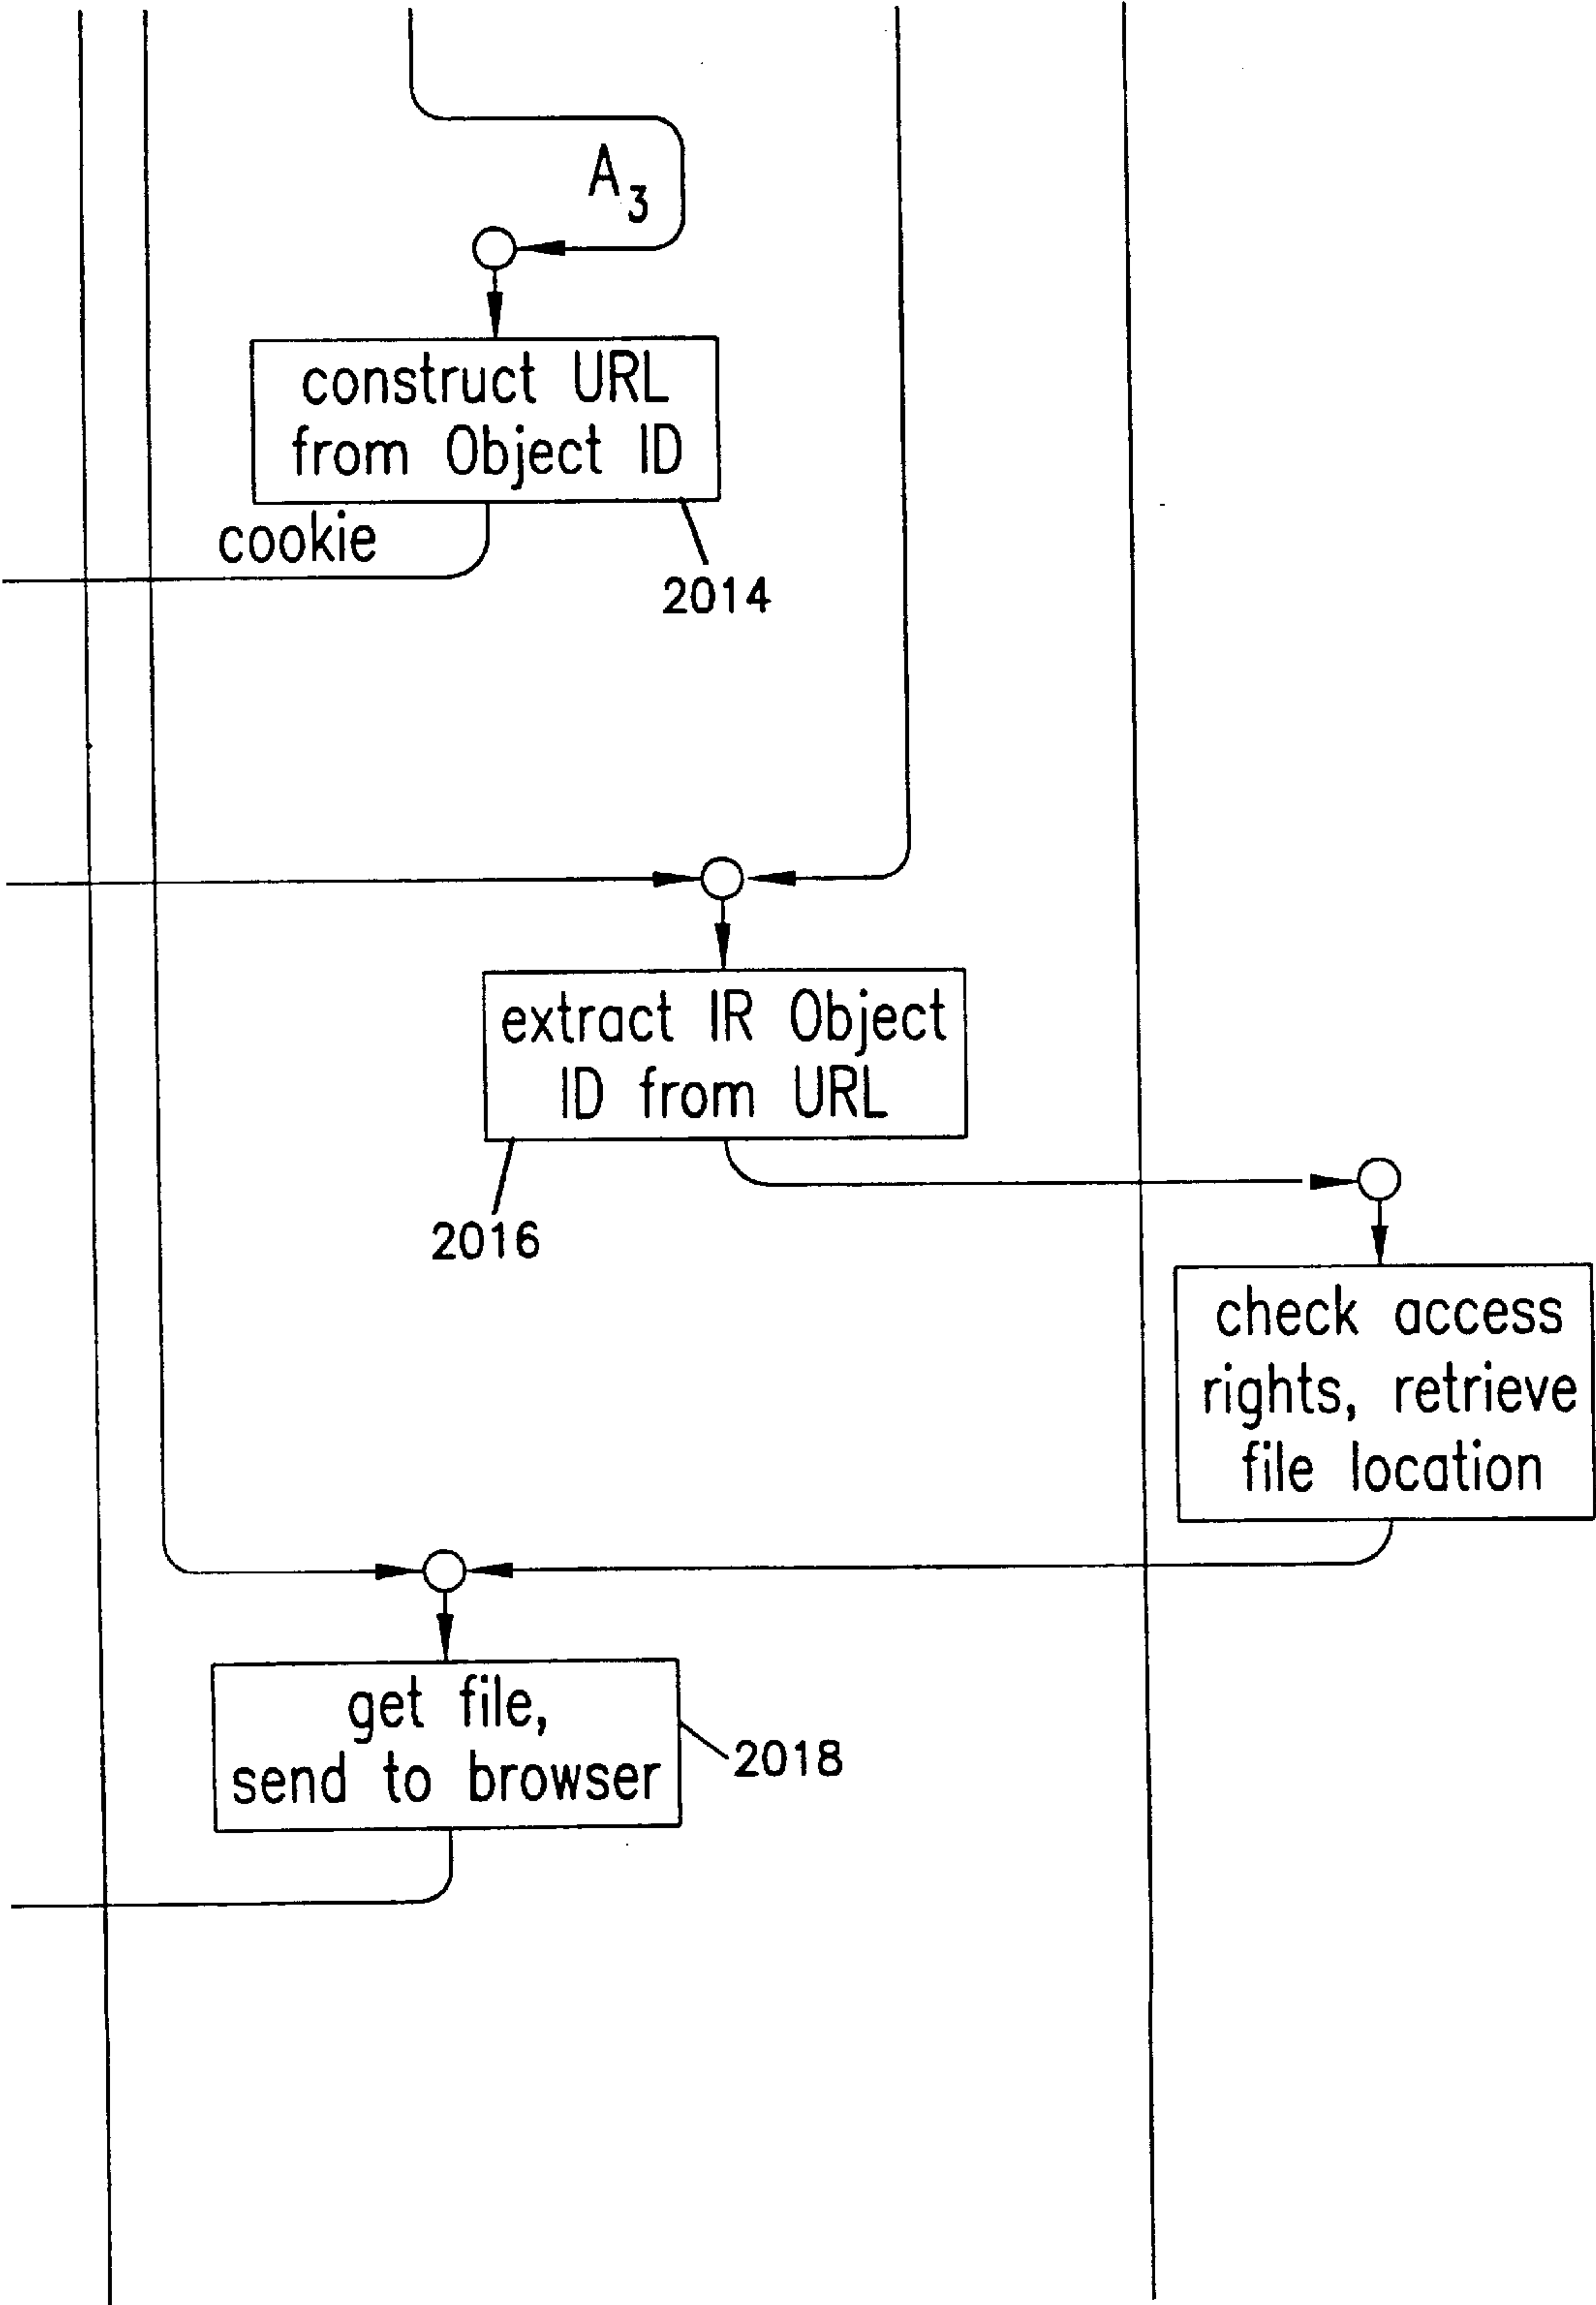 A3
construct URL
from Object ID
cookie
2014
extract IR Object
ID from URL
2016
check access
rights, retrieve
file location
get file,
send to browser
2018